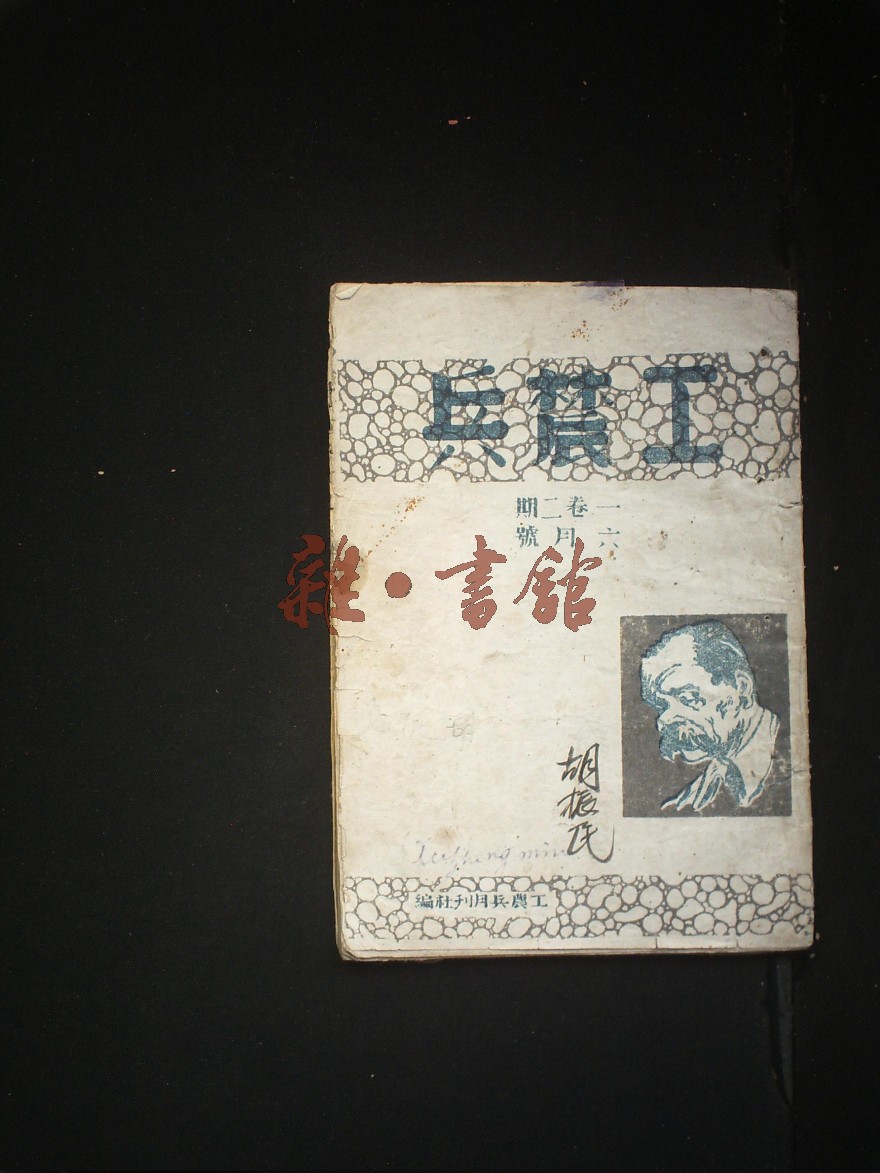 工農兵
一卷二期
六月號
雜·書館
胡振民
工農兵月刊社編